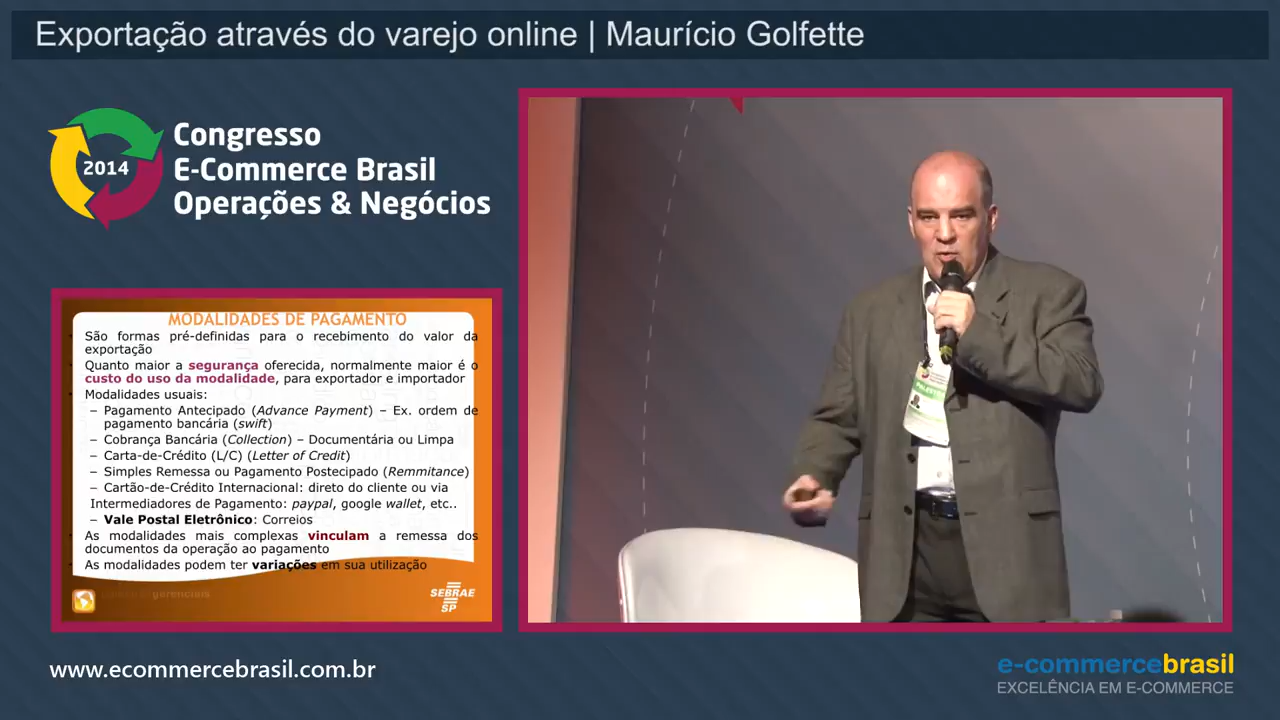 Exportação através do varejo online | Maurício Golfette
2014
Congresso
E-Commerce Brasil
Operações & Negócios
MODALIDADES DE PAGAMENTO
São formas pré-definidas para o recebimento do valor da
exportação
Quanto maior a segurança oferecida, normalmente maior é o
custo do uso da modalidade, para exportador e importador
Modalidades usuais:
– Pagamento Antecipado (Advance Payment) – Ex. ordem de
pagamento bancária (swift)
– Cobrança Bancária (Collection) – Documentária ou Limpa
– Carta-de-Crédito (L/C) (Letter of Credit)
– Simples Remessa ou Pagamento Postecipado (Remmitance)
– Cartão-de-Crédito Internacional: direto do cliente ou via
Intermediadores de Pagamento: paypal, google wallet, etc..
– Vale Postal Eletrônico: Correios
As modalidades mais complexas vinculam a remessa dos
documentos da operação ao pagamento
As modalidades podem ter variações em sua utilização
SEBRAE
SP
www.ecommercebrasil.com.br
e-commercebrasil
EXCELÊNCIA EM E-COMMERCE